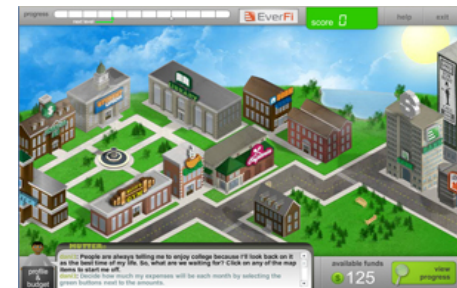 progress
next level
EverFi
score 0
help
exit
MUTTER
People are always telling me to enjoy college because I'll look back on it
as the best time of my life. So, what are we waiting for? Click on any of the map
items to start me off.
Decide how much my expenses will be each month by selecting the
green buttons next to the amounts.
profile
&
budget
available funds
$ 125
view
progress